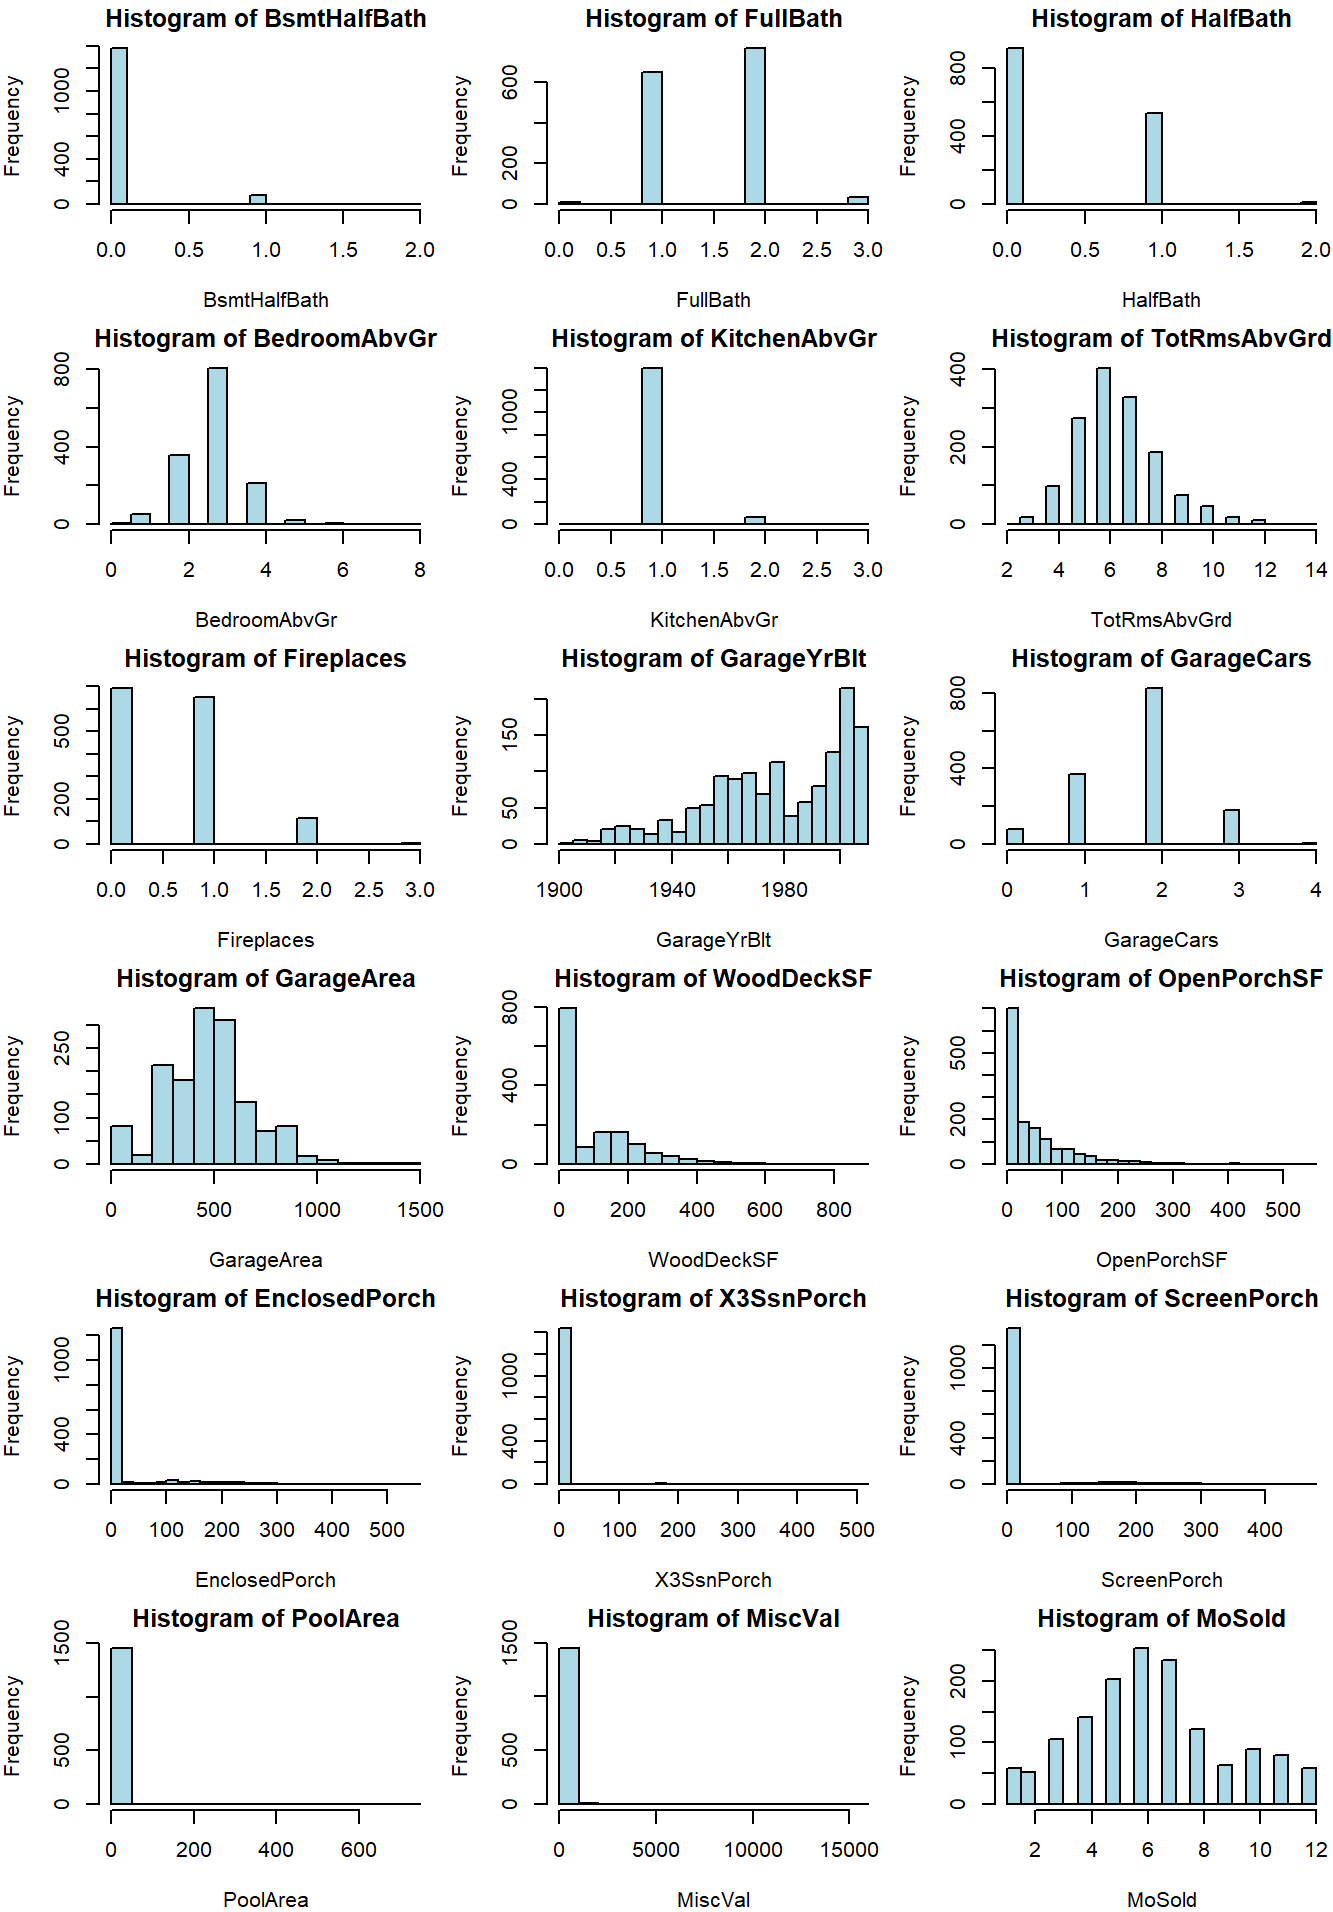 Histogram of BsmtHalfBath
Frequency
0 400 1000
0.0 0.5 1.0 1.5 2.0
BsmtHalfBath
Histogram of FullBath
Frequency
0 200 600
0.0 0.5 1.0 1.5 2.0 2.5 3.0
FullBath
Histogram of HalfBath
Frequency
0 400 800
0.0 0.5 1.0 1.5 2.0
HalfBath
Histogram of BedroomAbvGr
Frequency
0 400 800
0 2 4 6 8
BedroomAbvGr
Histogram of KitchenAbvGr
Frequency
0 400 1000
0.0 0.5 1.0 1.5 2.0 2.5 3.0
KitchenAbvGr
Histogram of TotRmsAbvGrd
Frequency
0 200 400
2 4 6 8 10 12 14
TotRmsAbvGrd
Histogram of Fireplaces
Frequency
0 200 500
0.0 0.5 1.0 1.5 2.0 2.5 3.0
Fireplaces
Histogram of GarageYrBlt
Frequency
0 50 150
1900 1940 1980
GarageYrBlt
Histogram of GarageCars
Frequency
0 400 800
0 1 2 3 4
GarageCars
Histogram of GarageArea
Frequency
0 100 250
0 500 1000 1500
GarageArea
Histogram of WoodDeckSF
Frequency
0 400 800
0 200 400 600 800
WoodDeckSF
Histogram of OpenPorchSF
Frequency
0 200 500
0 100 200 300 400 500
OpenPorchSF
Histogram of EnclosedPorch
Frequency
0 400 1000
0 100 200 300 400 500
EnclosedPorch
Histogram of X3SsnPorch
Frequency
0 400 1000
0 100 200 300 400 500
X3SsnPorch
Histogram of ScreenPorch
Frequency
0 400 1000
0 100 200 300 400
ScreenPorch
Histogram of PoolArea
Frequency
0 500 1500
0 200 400 600
PoolArea
Histogram of MiscVal
Frequency
0 500 1500
0 5000 10000 15000
MiscVal
Histogram of MoSold
Frequency
0 100 200
2 4 6 8 10 12
MoSold